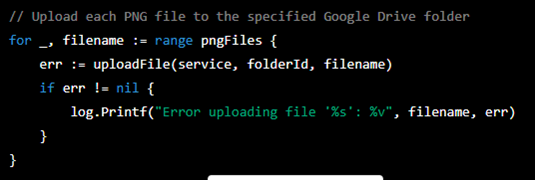 // Upload each PNG file to the specified Google Drive folder
for _, filename := range pngFiles {
    err := uploadFile(service, folderId, filename)
    if err != nil {
        log.Printf("Error uploading file '%s': %v", filename, err)
    }
}